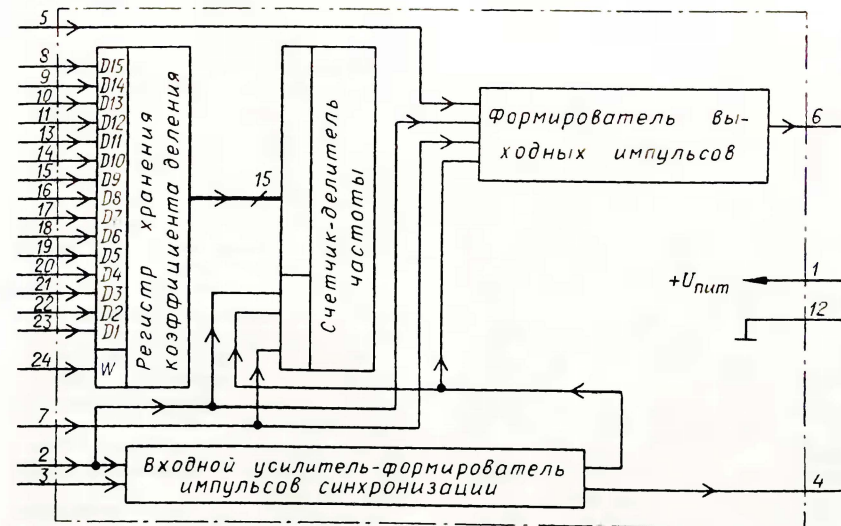 5
8 D15
9 D14
10 D13
11 D12
13 D11
14 D10
15 D9
16 D8
17 D7
18 D6
19 D5
20 D4
21 D3
22 D2
23 D1
24 W
7
2
3
Регистр хранения
коэффициента деления
15
Счетчик-делитель
частоты
Формирователь вы-
ходных импульсов
6
+Uпит
1
12
Входной усилитель-формирователь
импульсов синхронизации
4